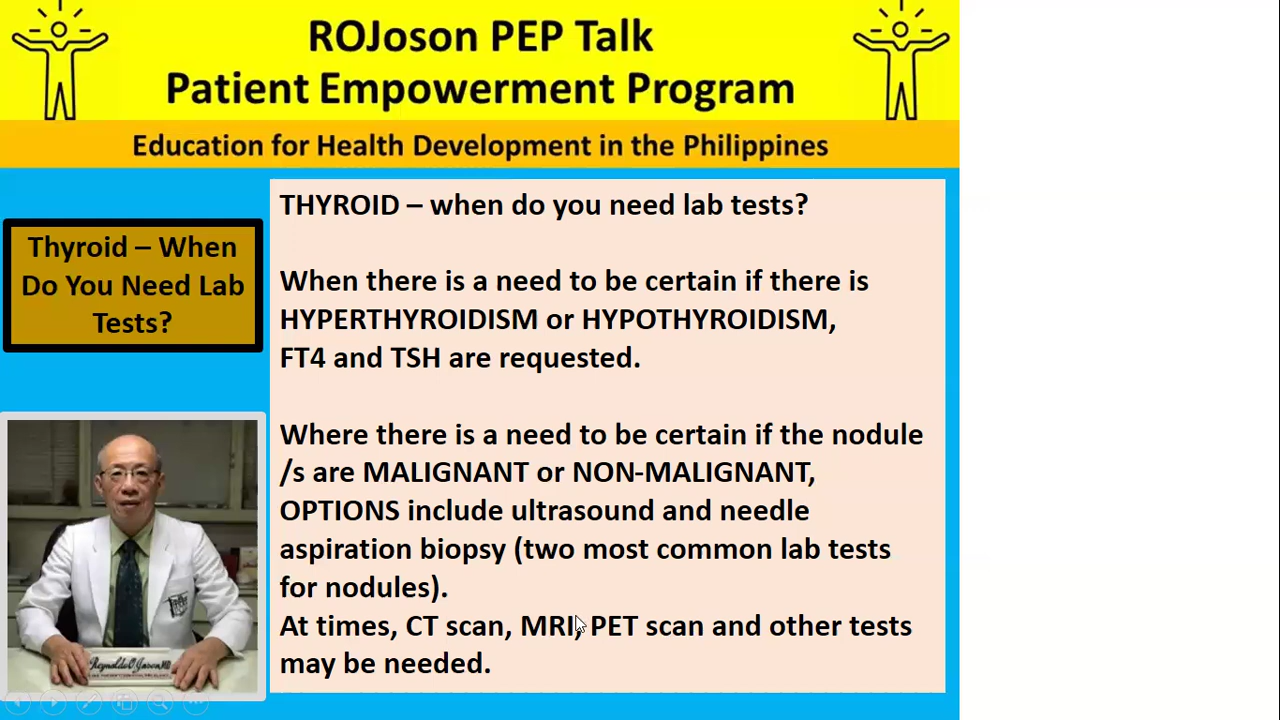 ROJoson PEP Talk
Patient Empowerment Program
Education for Health Development in the Philippines
Thyroid – When
Do You Need Lab
Tests?
THYROID – when do you need lab tests?
When there is a need to be certain if there is
HYPERTHYROIDISM or HYPOTHYROIDISM,
FT4 and TSH are requested.
Where there is a need to be certain if the nodule
/s are MALIGNANT or NON-MALIGNANT,
OPTIONS include ultrasound and needle
aspiration biopsy (two most common lab tests
for nodules).
At times, CT scan, MRI, PET scan and other tests
may be needed.
Reynaldo O. Joson, MD